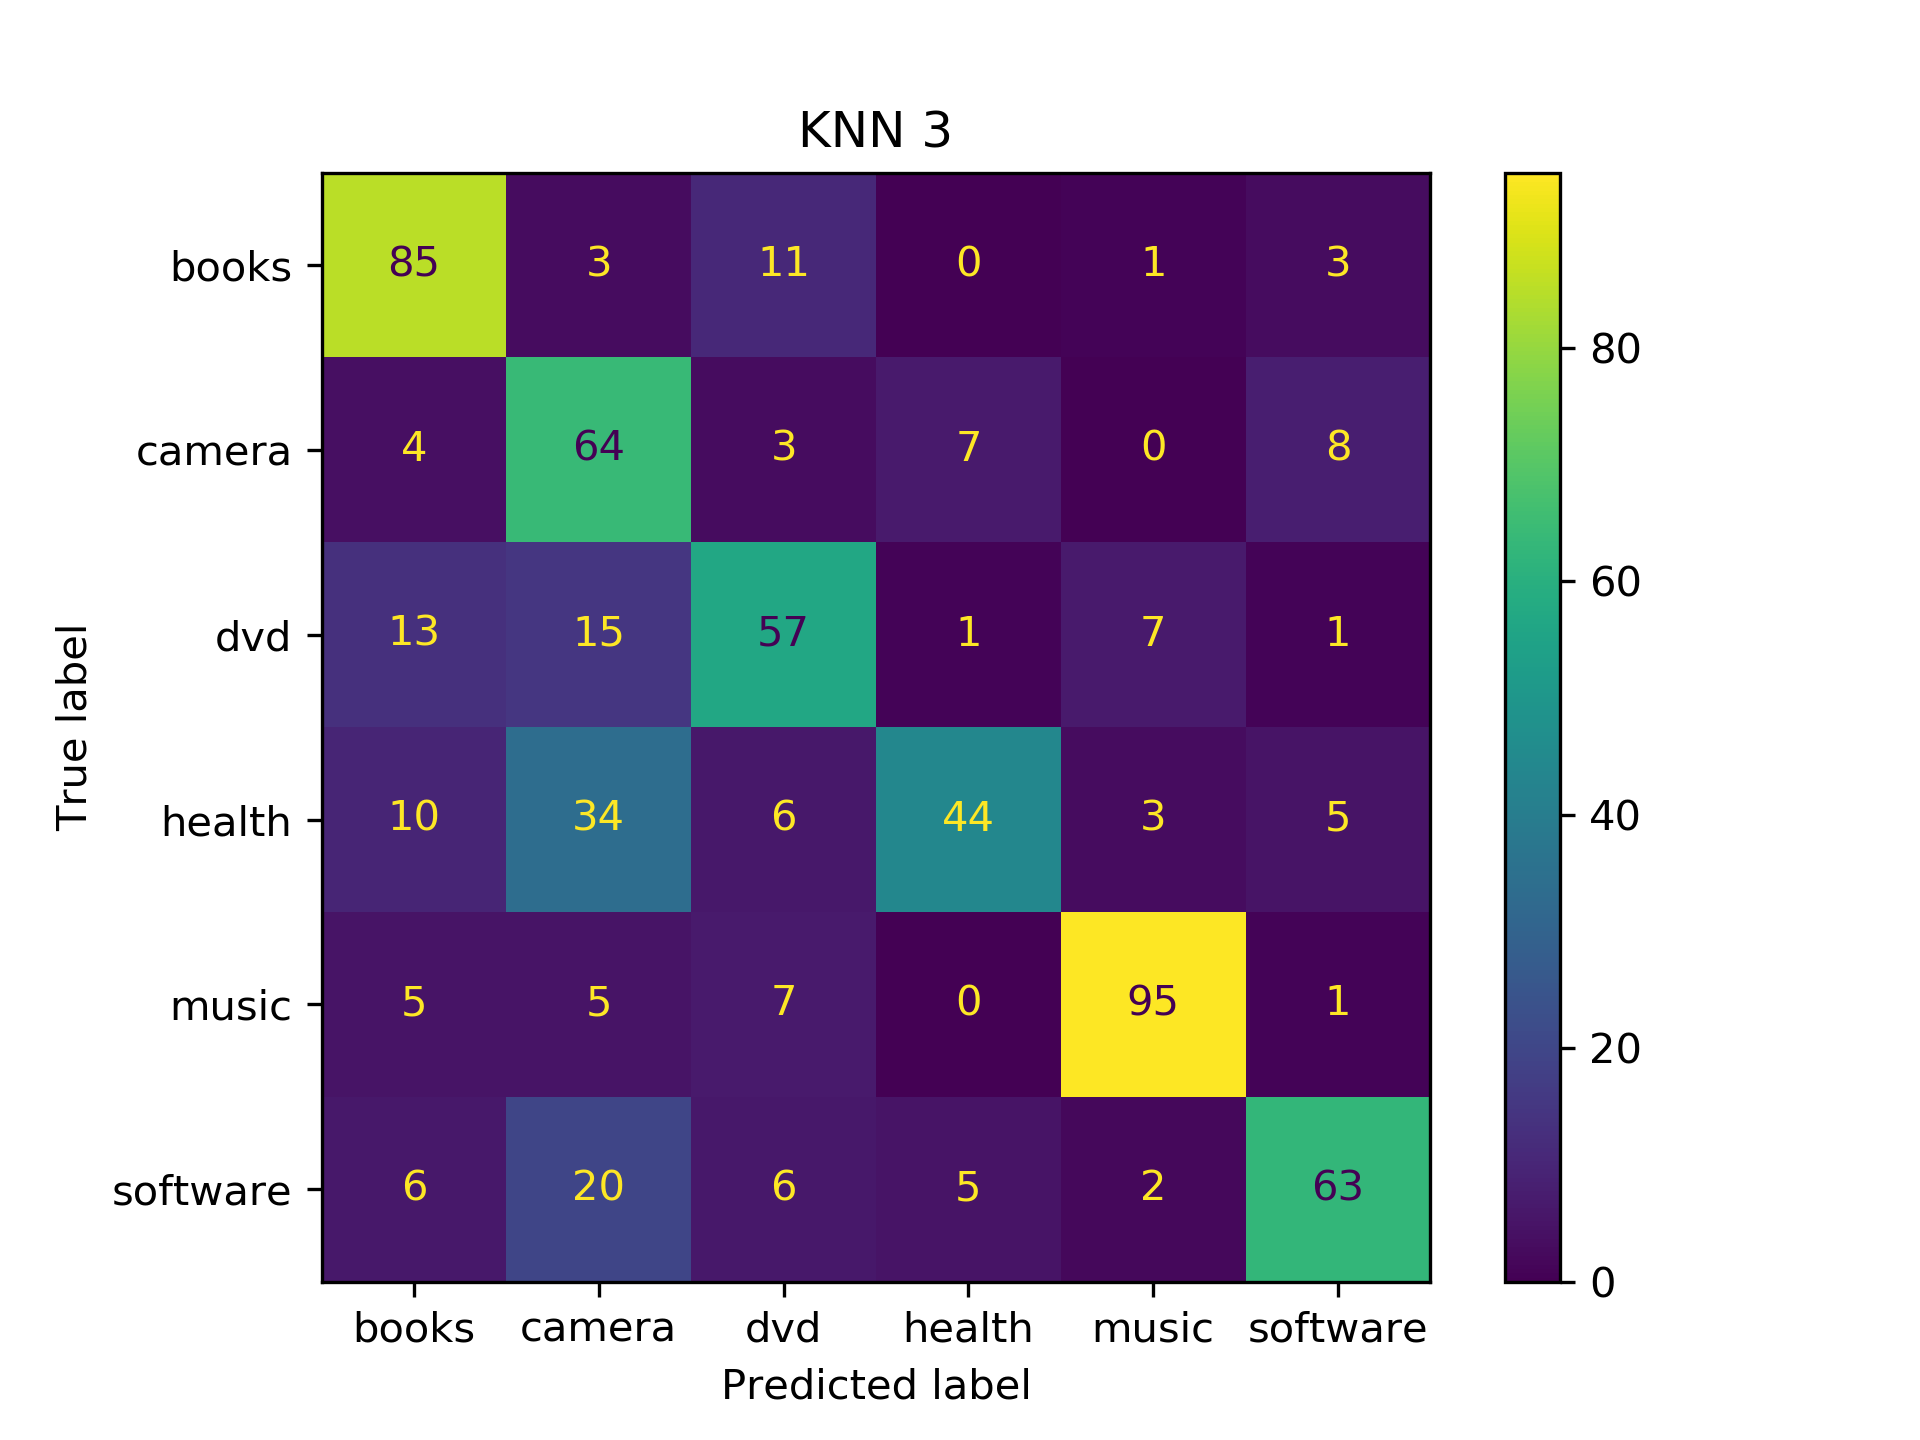 KNN 3
books 85 3 11 0 1 3
camera 4 64 3 7 0 8
dvd 13 15 57 1 7 1
health 10 34 6 44 3 5
music 5 5 7 0 95 1
software 6 20 6 5 2 63
books camera dvd health music software
Predicted label
True label
80
60
40
20
0